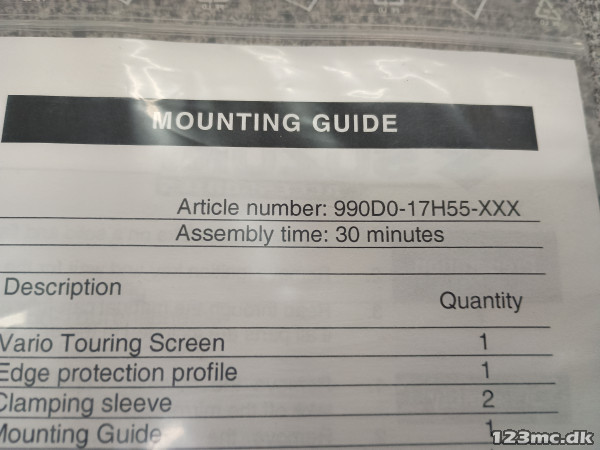 MOUNTING GUIDE
Article number: 990D0-17H55-XXX
Assembly time: 30 minutes
Description Quantity
Vario Touring Screen 1
Edge protection profile 1
Clamping sleeve 2
Mounting Guide 1
123mc.dk